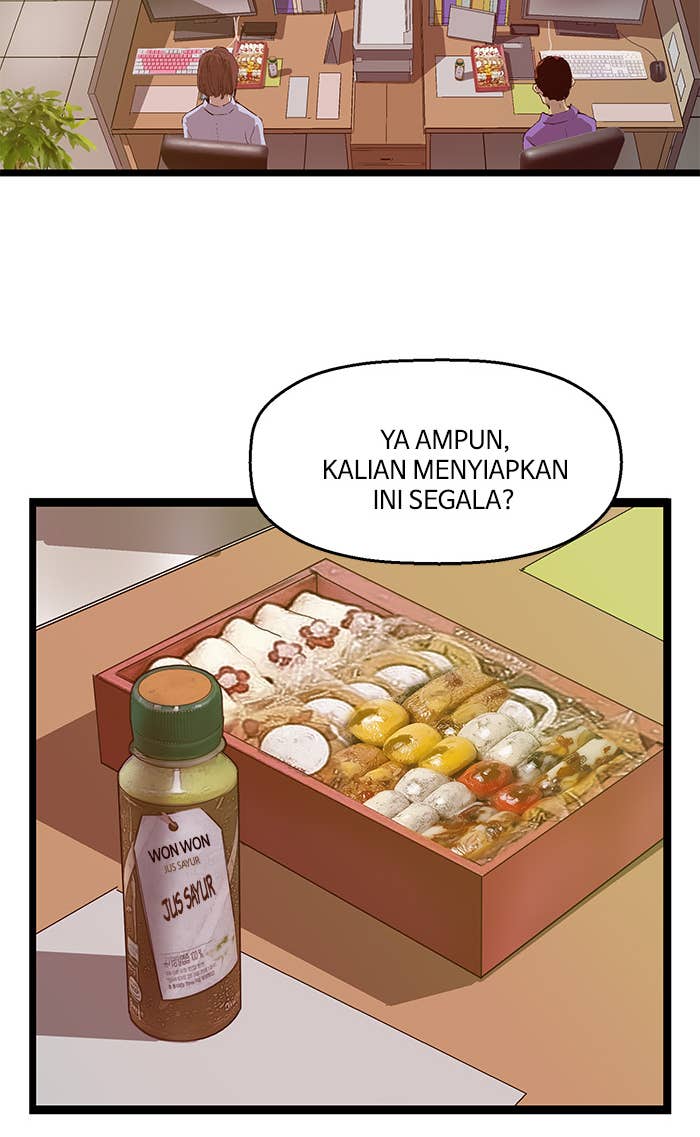 YA AMPUN,
KALIAN MENYIAPKAN
INI SEGALA?
WON WON
JUS SAYUR
JUS SAYUR